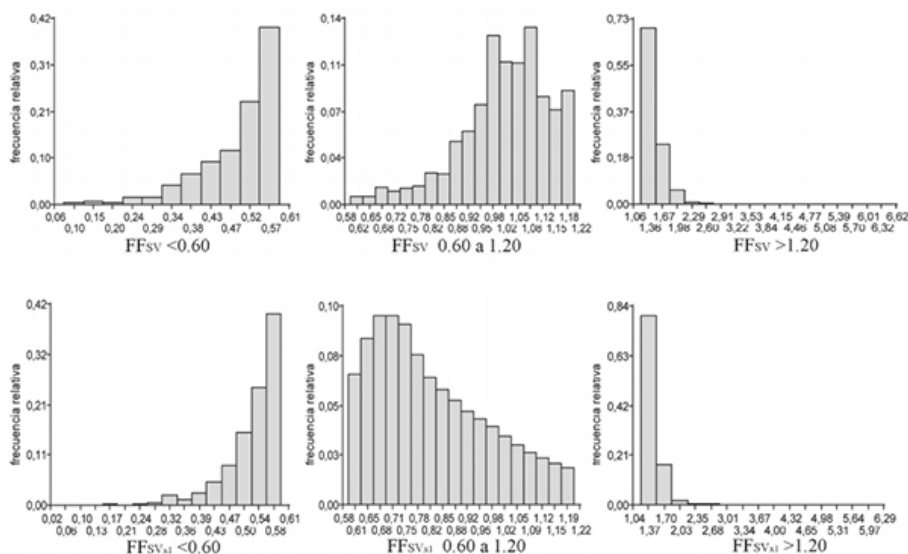 0,42
0,31
0,21
0,10
0,00
frecuencia relativa
0,06 0,15 0,24 0,34 0,43 0,52 0,61
0,10 0,20 0,29 0,38 0,47 0,57
FFSV <0.60
0,14
0,11
0,07
0,04
0,00
frecuencia relativa
0,58 0,65 0,72 0,78 0,85 0,92 0,98 1,05 1,11 1,18
0,62 0,68 0,75 0,82 0,88 0,95 1,02 1,08 1,15 1,22
FFSV 0.60 a 1.20
0,73
0,55
0,37
0,18
0,00
frecuencia relativa
1,06 1,67 2,29 2,91 3,53 4,15 4,77 5,39 6,01 6,62
1,36 1,98 2,60 3,22 3,84 4,46 5,08 5,70 6,32
FFSV >1.20
0,42
0,32
0,21
0,11
0,00
frecuencia relativa
0,02 0,09 0,17 0,24 0,32 0,39 0,47 0,54 0,61
0,06 0,13 0,21 0,28 0,36 0,43 0,50 0,58
FFSVx1 <0.60
0,10
0,08
0,05
0,03
0,00
frecuencia relativa
0,58 0,65 0,71 0,78 0,85 0,92 0,98 1,05 1,12 1,19
0,61 0,68 0,75 0,82 0,88 0,95 1,02 1,09 1,15 1,22
FFSVx1 0.60 a 1.20
0,84
0,63
0,42
0,21
0,00
frecuencia relativa
1,04 1,70 2,35 3,01 3,67 4,32 4,98 5,64 6,29
1,37 2,03 2,68 3,34 4,00 4,65 5,31 5,97
FFSVx1 >1.20